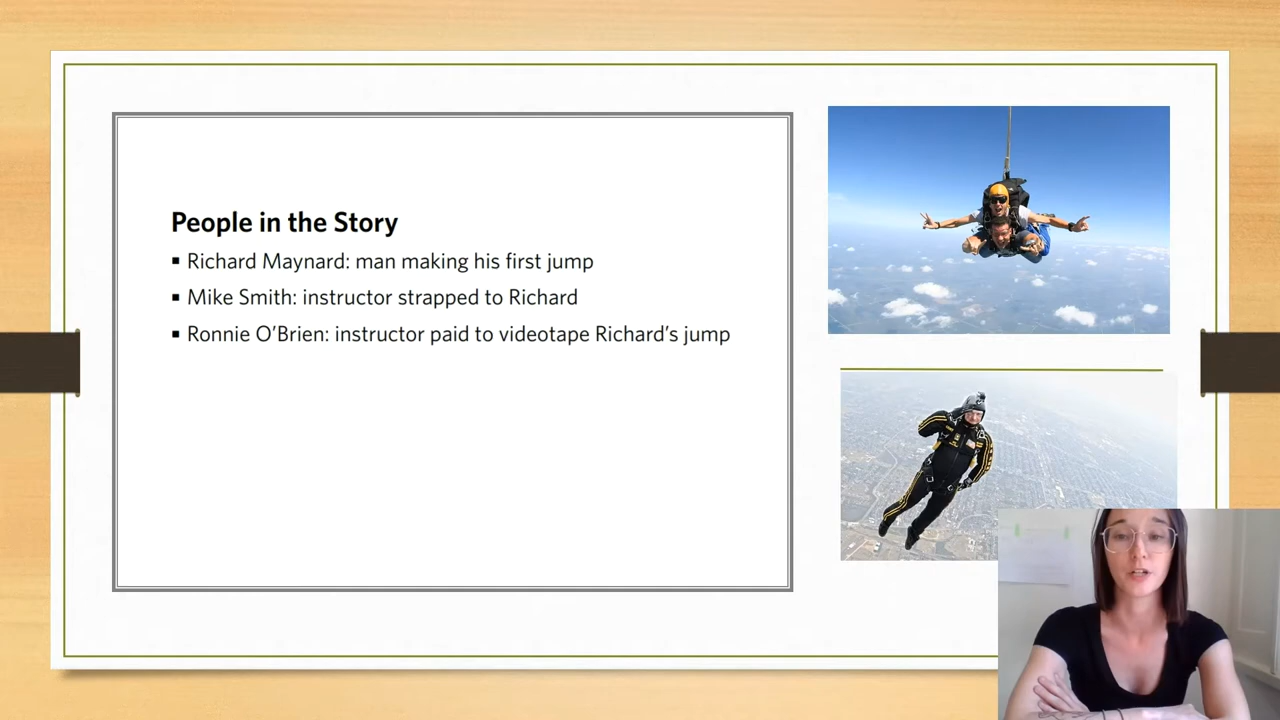 People in the Story
▪ Richard Maynard: man making his first jump
▪ Mike Smith: instructor strapped to Richard
▪ Ronnie O’Brien: instructor paid to videotape Richard’s jump